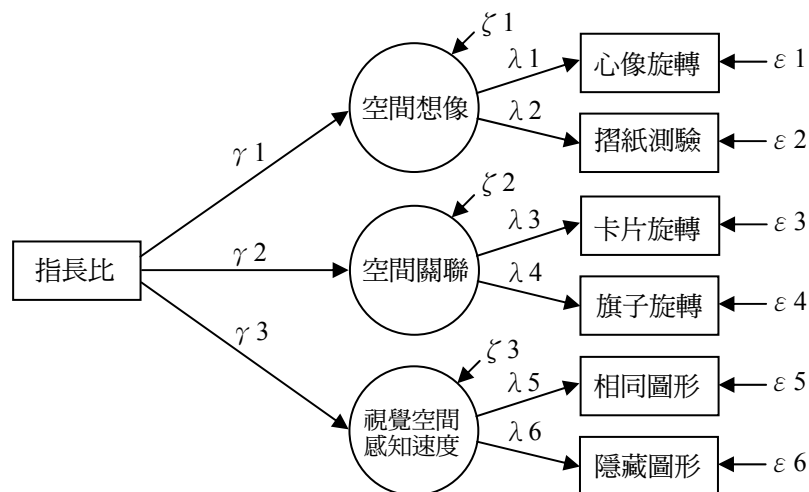 ζ1
λ1
心像旋轉
ε1
空間想像
λ2
摺紙測驗
ε2
γ1
ζ2
λ3
卡片旋轉
ε3
指長比
γ2
空間關聯
λ4
旗子旋轉
ε4
γ3
ζ3
λ5
相同圖形
ε5
視覺空間
感知速度
λ6
隱藏圖形
ε6